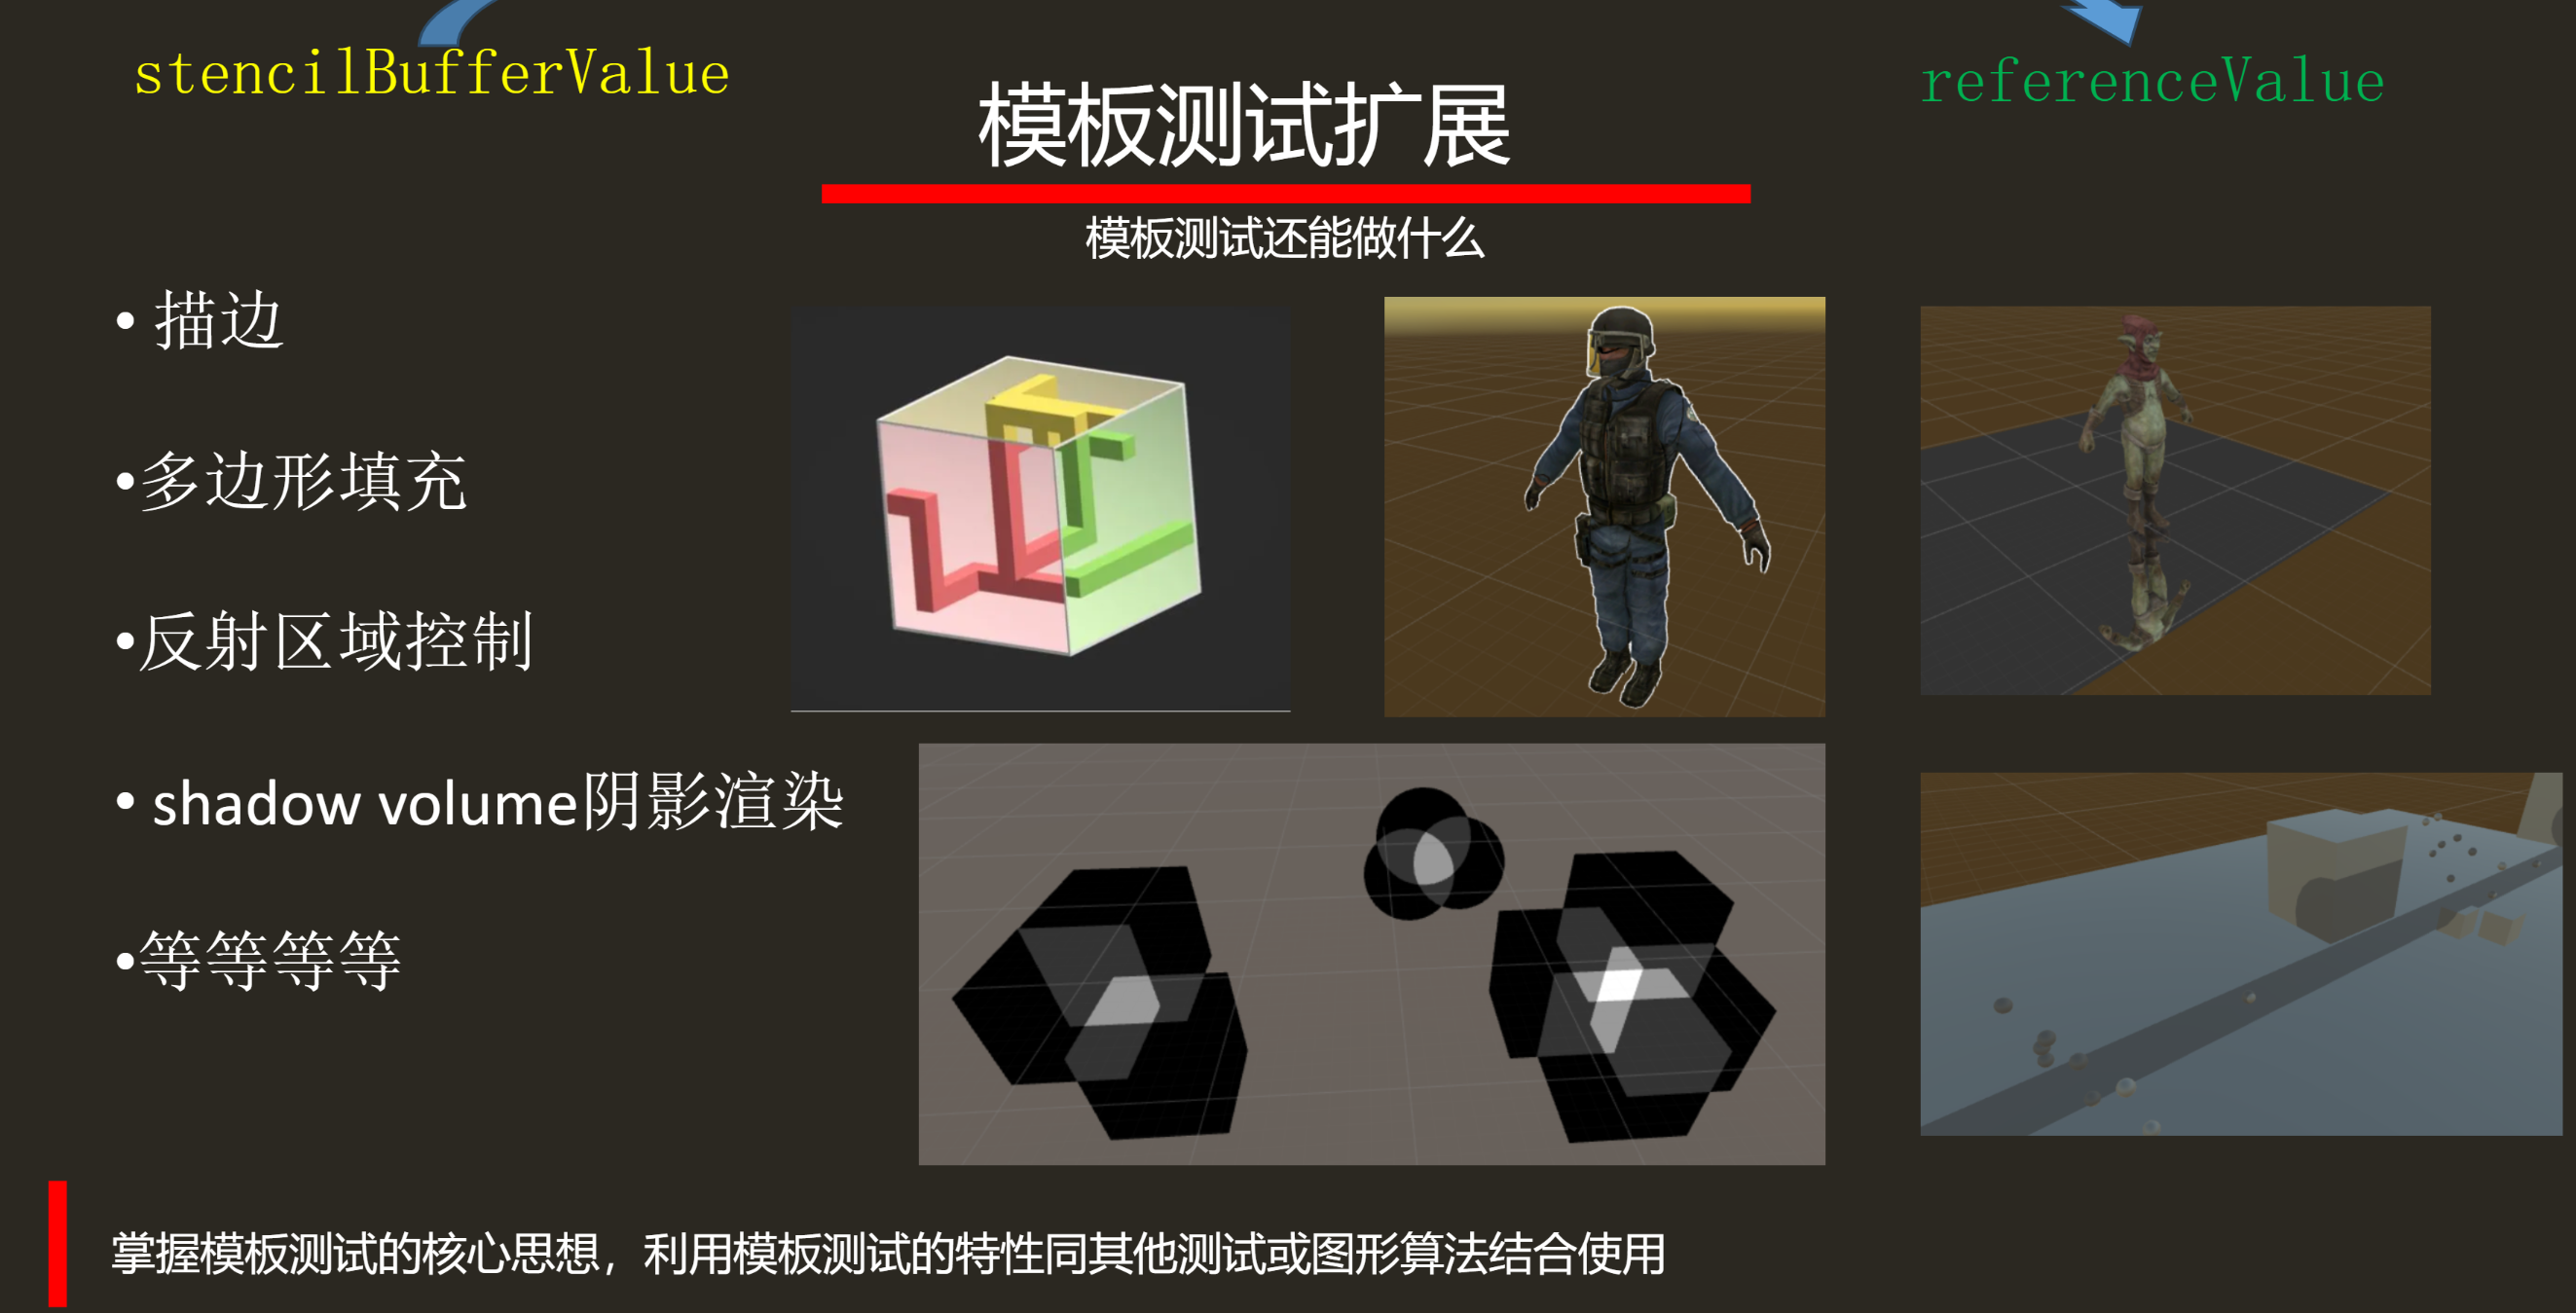 stencilBufferValue
referenceValue
模板测试扩展
模板测试还能做什么
• 描边
•多边形填充
•反射区域控制
• shadow volume阴影渲染
•等等等等
掌握模板测试的核心思想，利用模板测试的特性同其他测试或图形算法结合使用